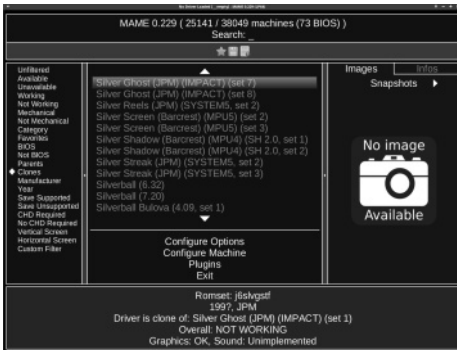 MAME 0.229 ( 25141 / 38049 machines (73 BIOS) )
Search: _
Unfiltered
Available
Unavailable
Working
Not Working
Mechanical
Not Mechanical
Category
Favorites
BIOS
Not BIOS
Parents
Clones
Manufacturer
Year
Save Supported
Save Unsupported
CHD Required
No CHD Required
Vertical Screen
Horizontal Screen
Custom Filter
Silver Ghost (JPM) (IMPACT) (set 7)
Silver Ghost (JPM) (IMPACT) (set 8)
Silver Reels (JPM) (SYSTEM5, set 2)
Silver Screen (Barcrest) (MPU5) (set 2)
Silver Screen (Barcrest) (MPU5) (set 3)
Silver Shadow (Barcrest) (MPU4) (SH 2.0, set 1)
Silver Shadow (Barcrest) (MPU4) (SH 2.0, set 2)
Silver Streak (JPM) (SYSTEM5, set 2)
Silver Streak (JPM) (SYSTEM5, set 3)
Silverball (6.32)
Silverball (7.20)
Silverball Bulova (4.09, set 1)
Configure Options
Configure Machine
Plugins
Exit
Images
Infos
Snapshots
No image
Available
Romset: j6slvgstf
199?, JPM
Driver is clone of: Silver Ghost (JPM) (IMPACT) (set 1)
Overall: NOT WORKING
Graphics: OK, Sound: Unimplemented